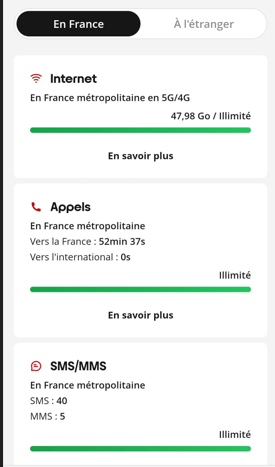 En France
À l'étranger
Internet
En France métropolitaine en 5G/4G
47,98 Go / Illimité
En savoir plus
Appels
En France métropolitaine
Vers la France : 52min 37s
Vers l'international : 0s
Illimité
En savoir plus
SMS/MMS
En France métropolitaine
SMS : 40
MMS : 5
Illimité